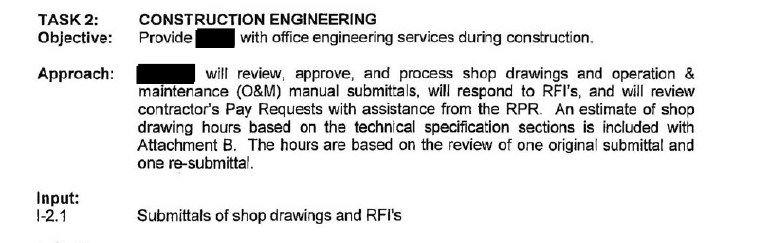 TASK 2: CONSTRUCTION ENGINEERING
Objective: Provide with office engineering services during construction.
Approach: will review, approve, and process shop drawings and operation &
maintenance (O&M) manual submittals, will respond to RFI's, and will review
contractor's Pay Requests with assistance from the RPR. An estimate of shop
drawing hours based on the technical specification sections is included with
Attachment B. The hours are based on the review of one original submittal and
one re-submittal.
Input:
I-2.1 Submittals of shop drawings and RFI's